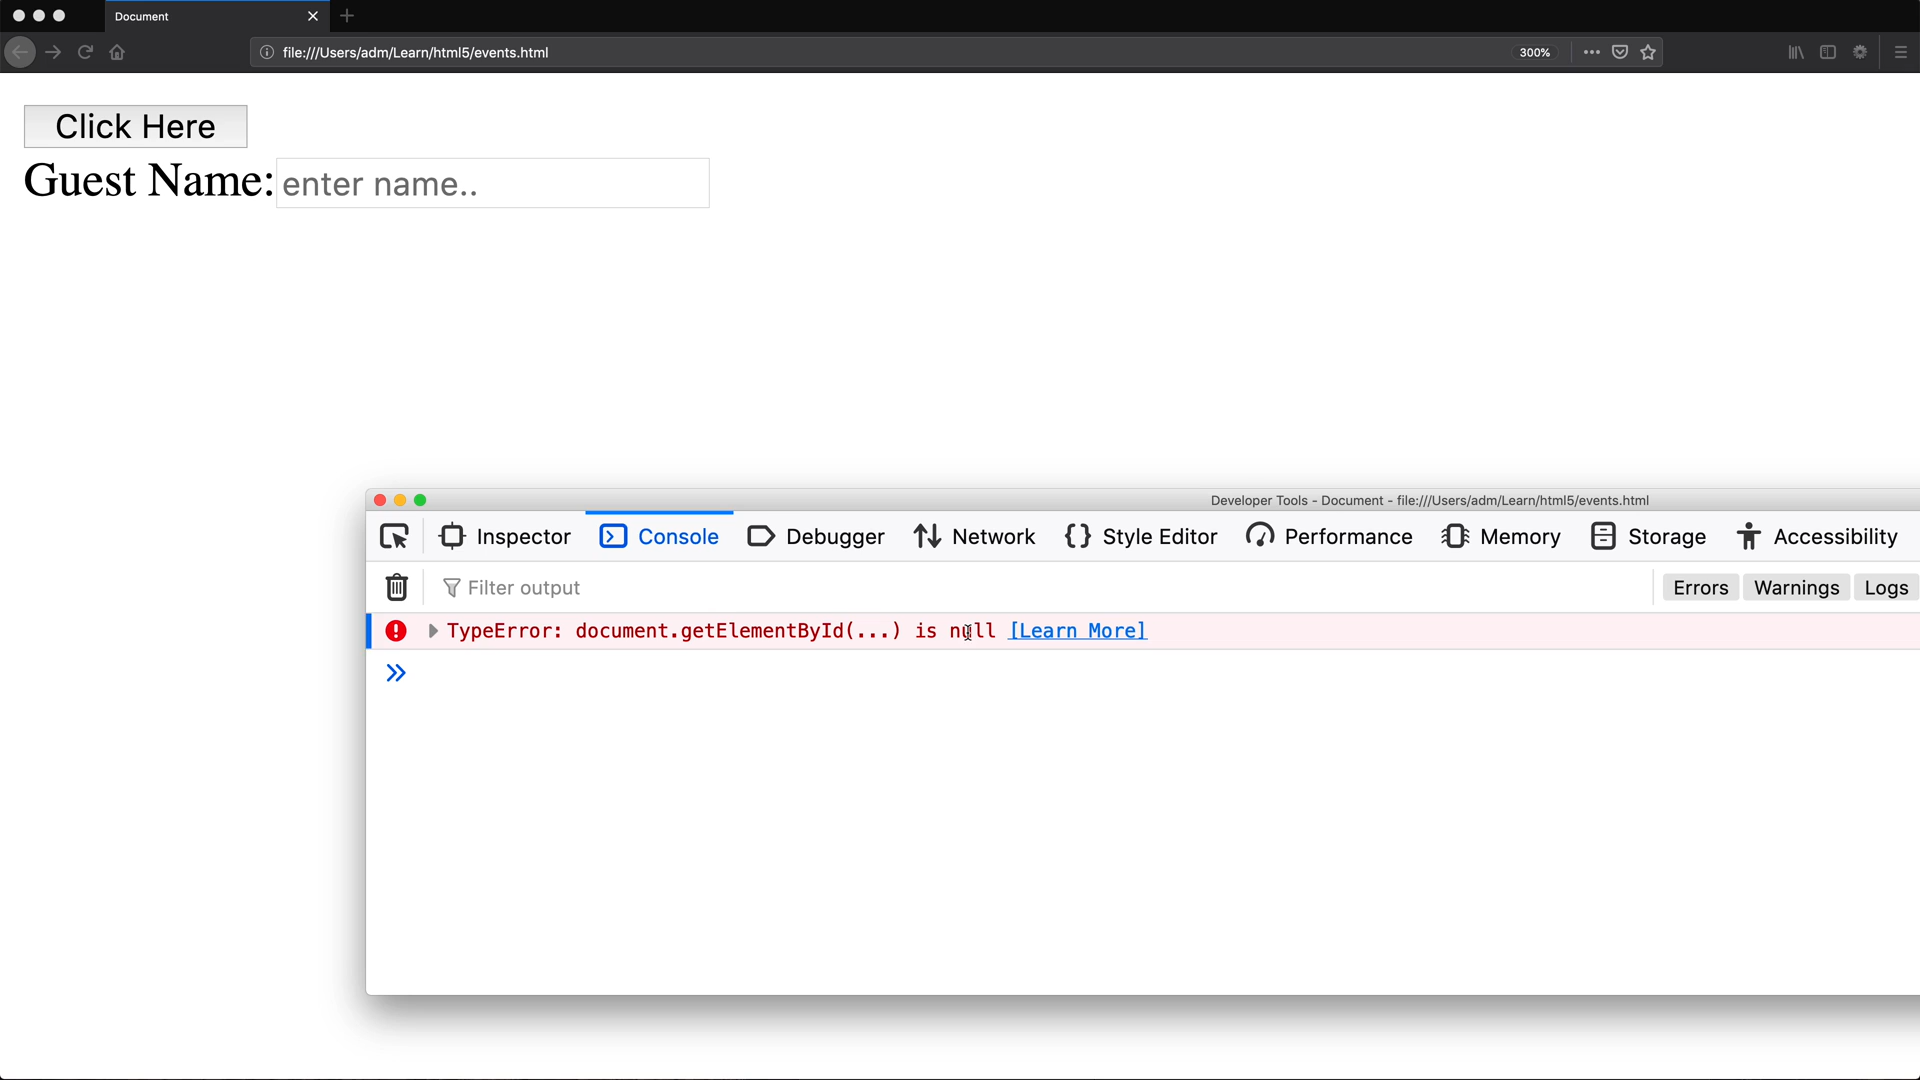 Document
file:///Users/adm/Learn/html5/events.html
300%
Click Here
Guest Name: enter name..
Developer Tools - Document - file:///Users/adm/Learn/html5/events.html
Inspector Console Debugger Network Style Editor Performance Memory Storage Accessibility
Filter output
Errors Warnings Logs
TypeError: document.getElementById(...) is null [Learn More]